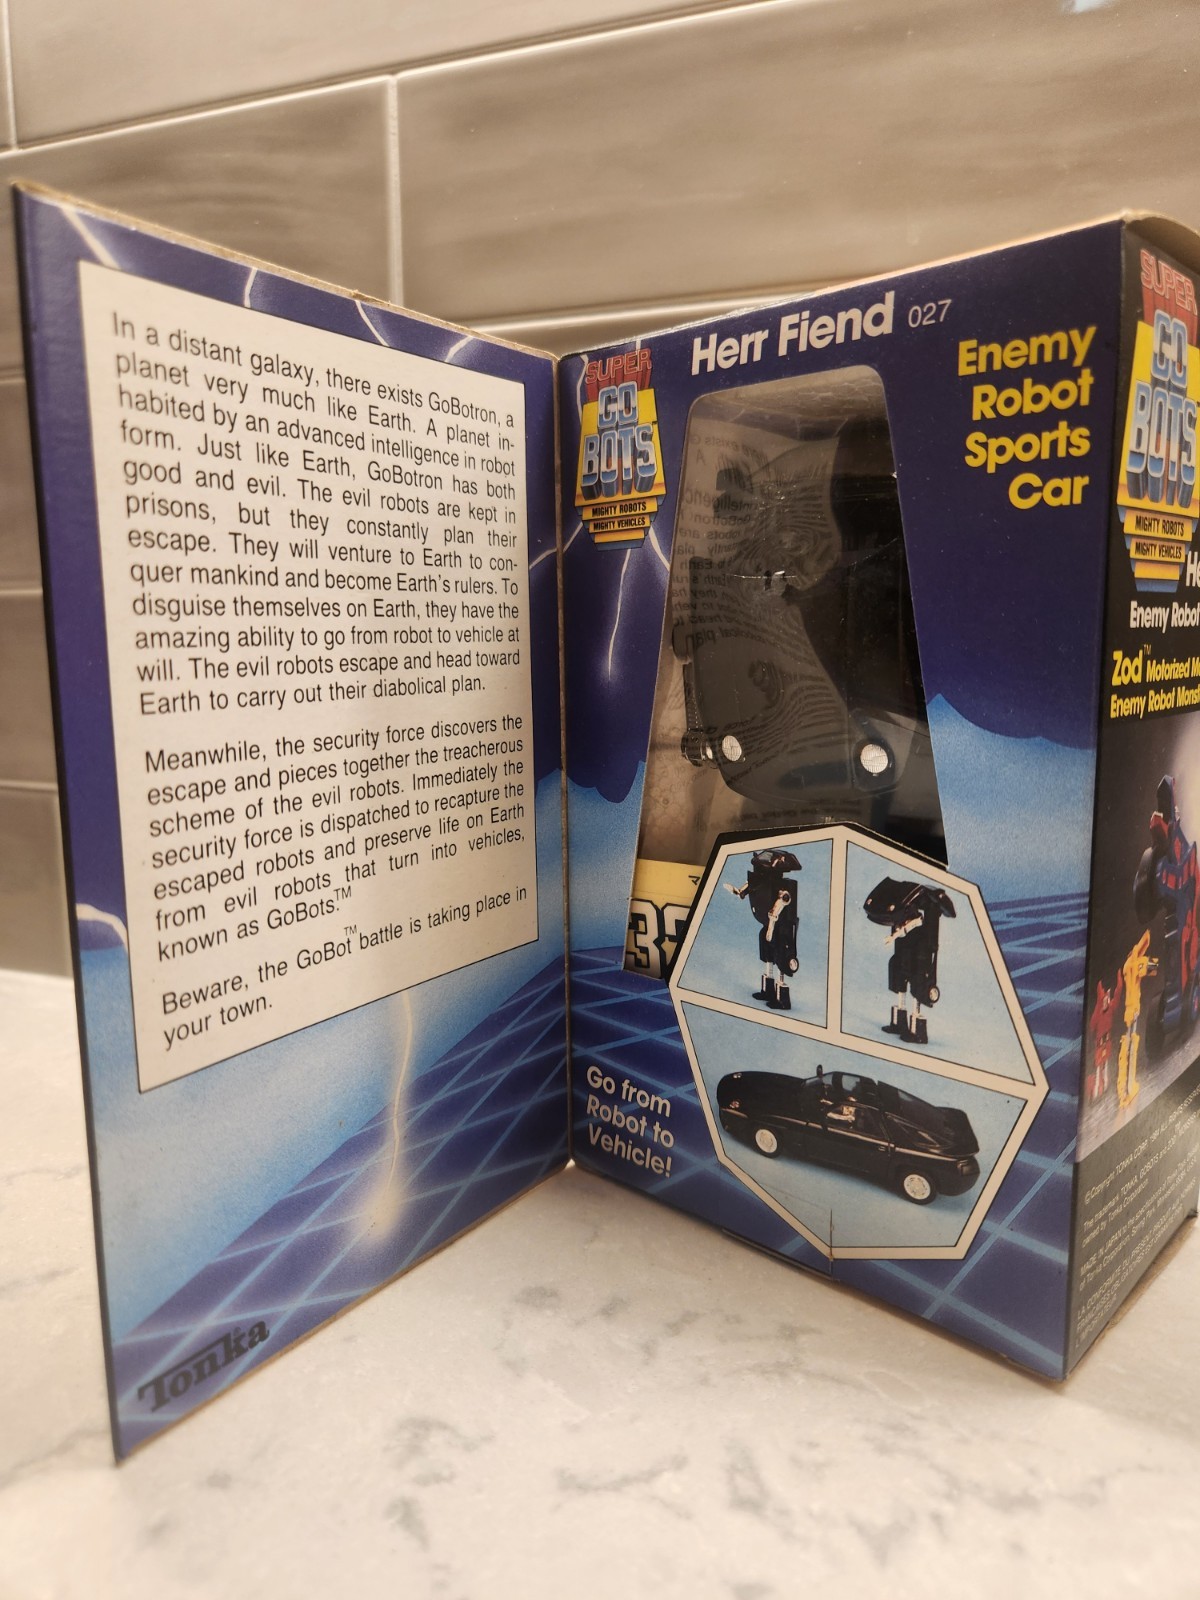 In a distant galaxy, there exists GoBotron, a
planet very much like Earth. A planet in-
habited by an advanced intelligence in robot
form. Just like Earth, GoBotron has both
good and evil. The evil robots are kept in
prisons, but they constantly plan their
escape. They will venture to Earth to con-
quer mankind and become Earth's rulers. To
disguise themselves on Earth, they have the
amazing ability to go from robot to vehicle at
will. The evil robots escape and head toward
Earth to carry out their diabolical plan.
Meanwhile, the security force discovers the
escape and pieces together the treacherous
scheme of the evil robots. Immediately the
security force is dispatched to recapture the
escaped robots and preserve life on Earth
from evil robots that turn into vehicles,
known as GoBots.™
Beware, the GoBot™ battle is taking place in
your town.
Tonka
SUPER
GO
BOTS
MIGHTY ROBOTS
MIGHTY VEHICLES
Herr Fiend 027
Enemy
Robot
Sports
Car
Go from
Robot to
Vehicle!
SUPER
GO
BOTS
MIGHTY ROBOTS
MIGHTY VEHICLES
He
Enemy Robot
Zod™ Motorized M
Enemy Robot Mons